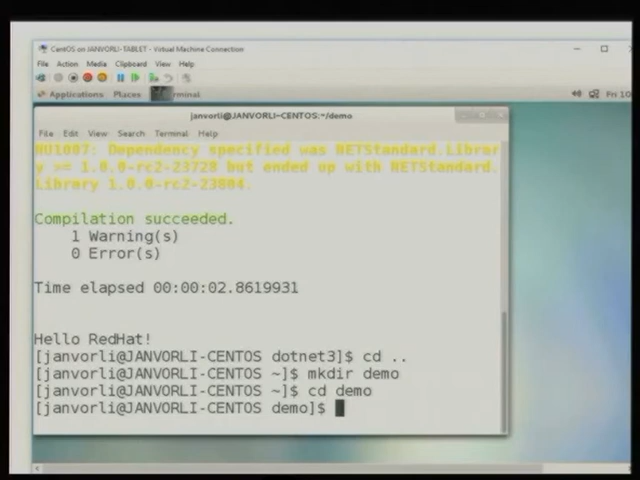 CentOS on JANVORLI-TABLET - Virtual Machine Connection
File Action Media Clipboard View Help
Applications Places Terminal
Fri 10
janvorli@JANVORLI-CENTOS:~/demo
File Edit View Search Terminal Help
NU1007: Dependency specified was NETStandard.Librar
y >= 1.0.0-rc2-23728 but ended up with NETStandard.
Library 1.0.0-rc2-23804.
Compilation succeeded.
1 Warning(s)
0 Error(s)
Time elapsed 00:00:02.8619931
Hello RedHat!
[janvorli@JANVORLI-CENTOS dotnet3]$ cd ..
[janvorli@JANVORLI-CENTOS ~]$ mkdir demo
[janvorli@JANVORLI-CENTOS ~]$ cd demo
[janvorli@JANVORLI-CENTOS demo]$